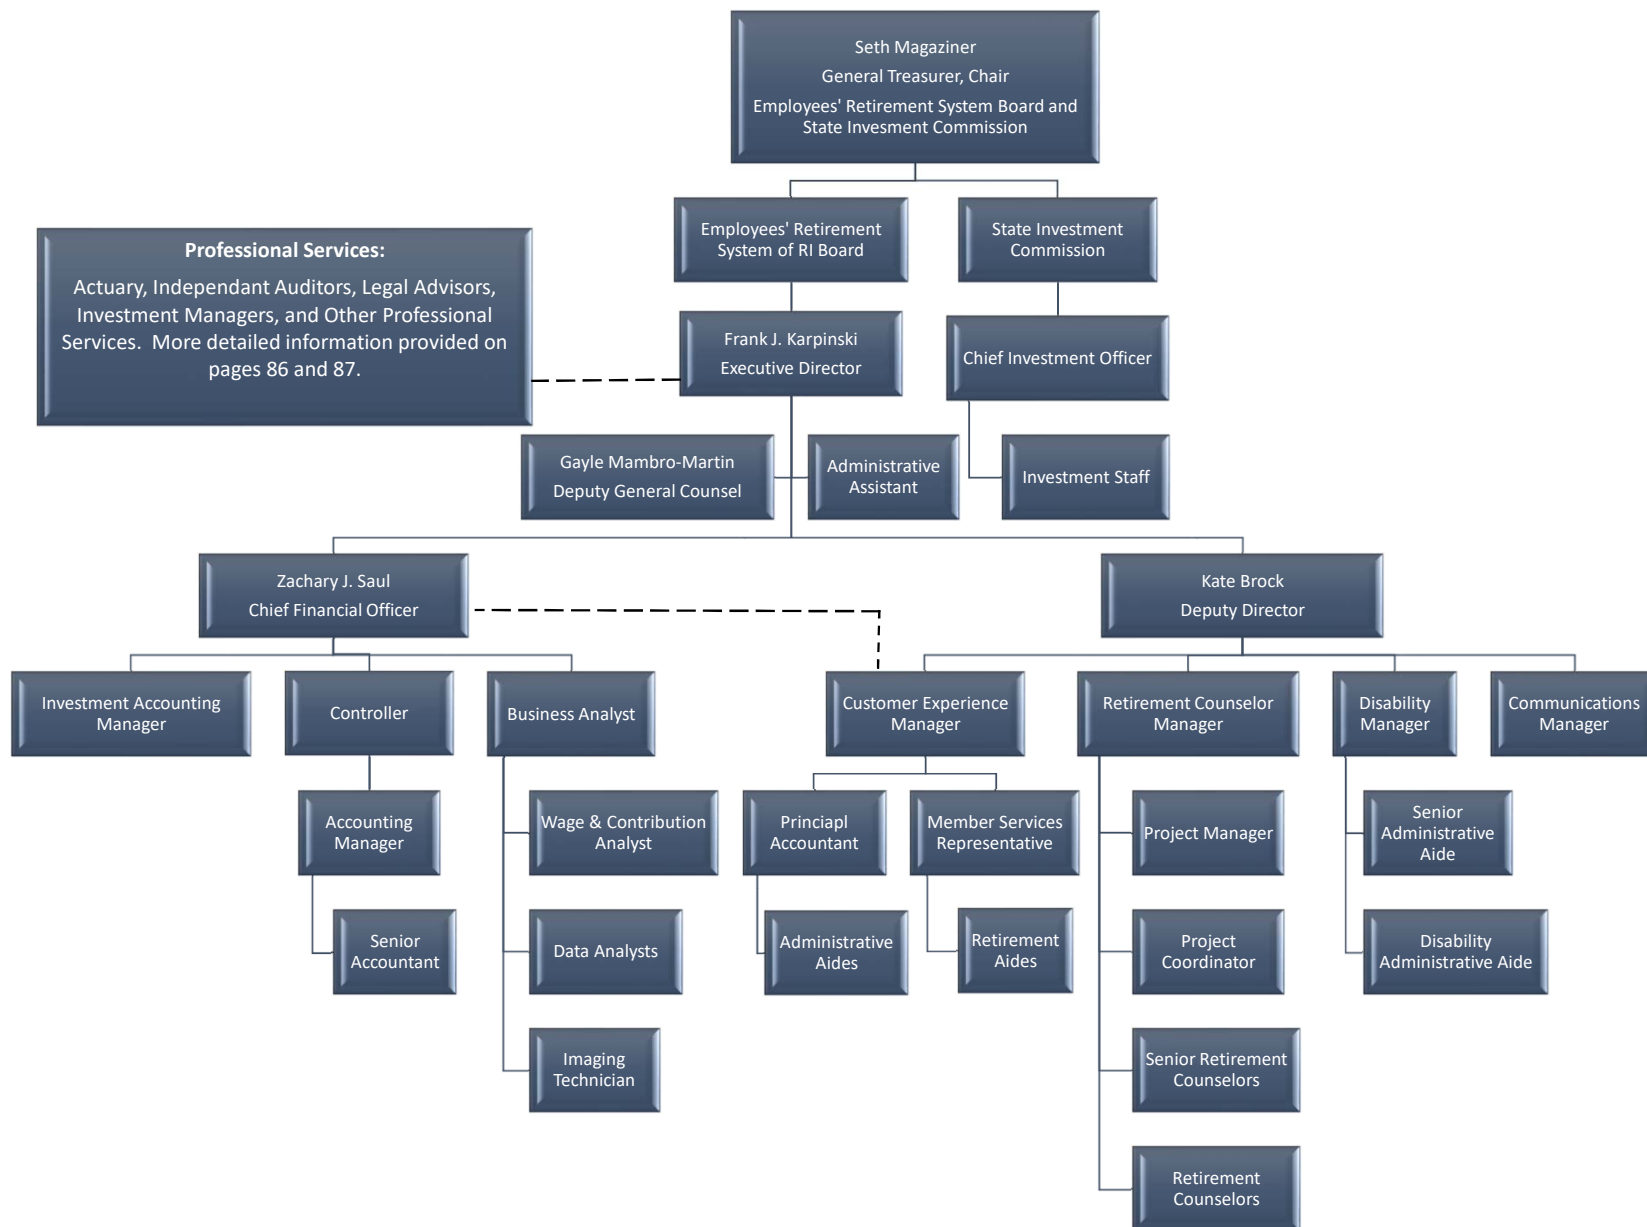 Seth Magaziner
General Treasurer, Chair
Employees' Retirement System Board and
State Invesment Commission
Employees' Retirement
System of RI Board
State Investment
Commission
Professional Services:
Actuary, Independant Auditors, Legal Advisors,
Investment Managers, and Other Professional
Services.  More detailed information provided on
pages 86 and 87.
Frank J. Karpinski
Executive Director
Chief Investment Officer
Gayle Mambro-Martin
Deputy General Counsel
Administrative
Assistant
Investment Staff
Zachary J. Saul
Chief Financial Officer
Kate Brock
Deputy Director
Investment Accounting
Manager
Controller
Business Analyst
Customer Experience
Manager
Retirement Counselor
Manager
Disability
Manager
Communications
Manager
Accounting
Manager
Wage & Contribution
Analyst
Princiapl
Accountant
Member Services
Representative
Project Manager
Senior
Administrative
Aide
Senior
Accountant
Data Analysts
Administrative
Aides
Retirement
Aides
Project
Coordinator
Disability
Administrative Aide
Imaging
Technician
Senior Retirement
Counselors
Retirement
Counselors